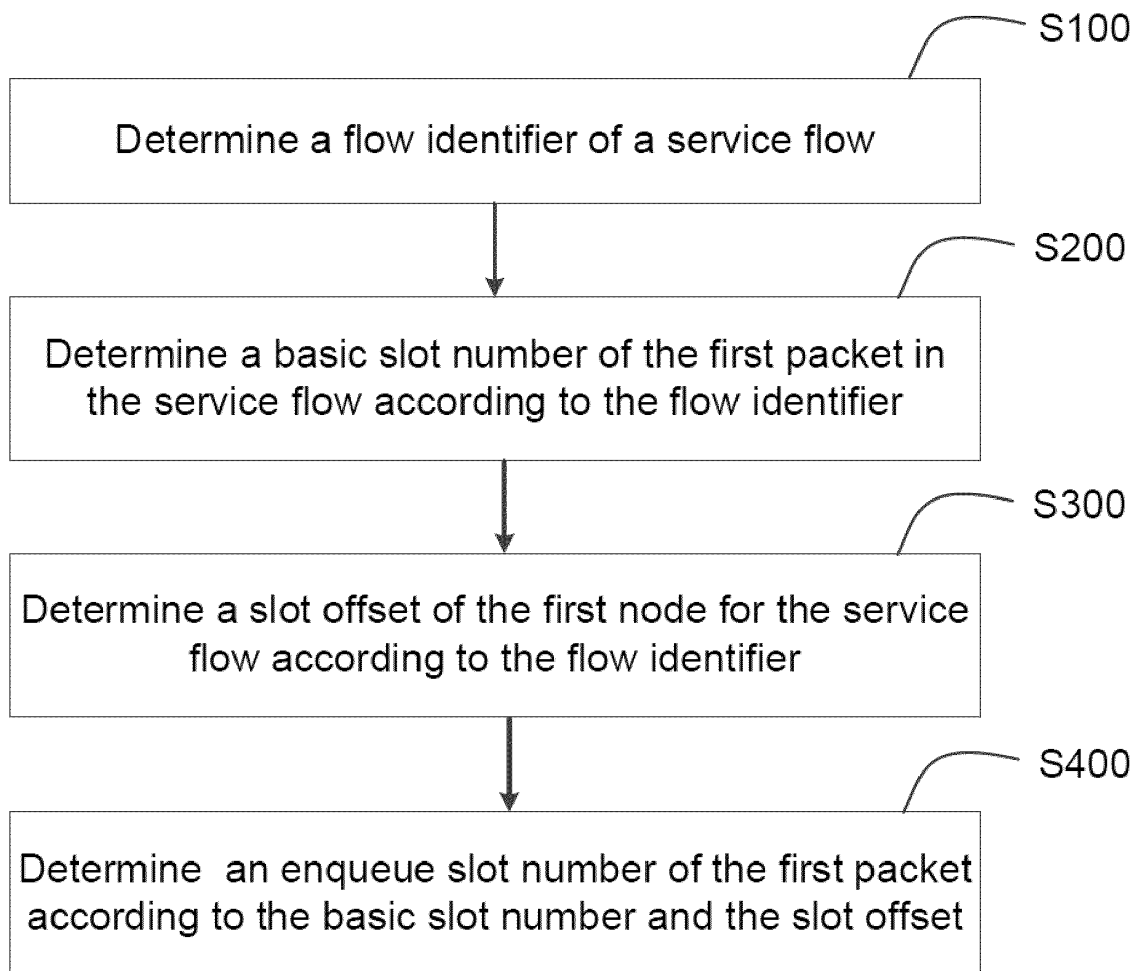 S100
Determine a flow identifier of a service flow
S200
Determine a basic slot number of the first packet in
the service flow according to the flow identifier
S300
Determine a slot offset of the first node for the service
flow according to the flow identifier
S400
Determine an enqueue slot number of the first packet
according to the basic slot number and the slot offset